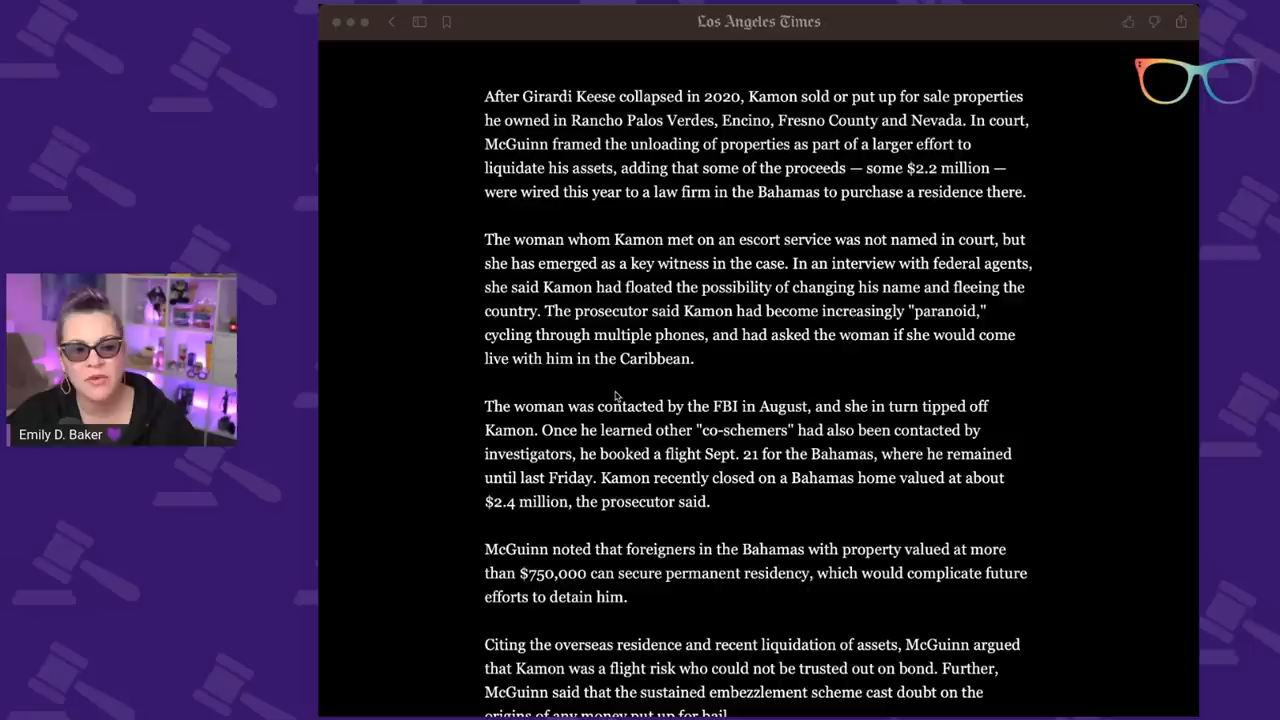 Los Angeles Times
After Girardi Keese collapsed in 2020, Kamon sold or put up for sale properties
he owned in Rancho Palos Verdes, Encino, Fresno County and Nevada. In court,
McGuinn framed the unloading of properties as part of a larger effort to
liquidate his assets, adding that some of the proceeds — some $2.2 million —
were wired this year to a law firm in the Bahamas to purchase a residence there.
The woman whom Kamon met on an escort service was not named in court, but
she has emerged as a key witness in the case. In an interview with federal agents,
she said Kamon had floated the possibility of changing his name and fleeing the
country. The prosecutor said Kamon had become increasingly "paranoid,"
cycling through multiple phones, and had asked the woman if she would come
live with him in the Caribbean.
The woman was contacted by the FBI in August, and she in turn tipped off
Kamon. Once he learned other "co-schemers" had also been contacted by
investigators, he booked a flight Sept. 21 for the Bahamas, where he remained
until last Friday. Kamon recently closed on a Bahamas home valued at about
$2.4 million, the prosecutor said.
McGuinn noted that foreigners in the Bahamas with property valued at more
than $750,000 can secure permanent residency, which would complicate future
efforts to detain him.
Citing the overseas residence and recent liquidation of assets, McGuinn argued
that Kamon was a flight risk who could not be trusted out on bond. Further,
McGuinn said that the sustained embezzlement scheme cast doubt on the
origins of any money put up for bail.
Emily D. Baker 💜